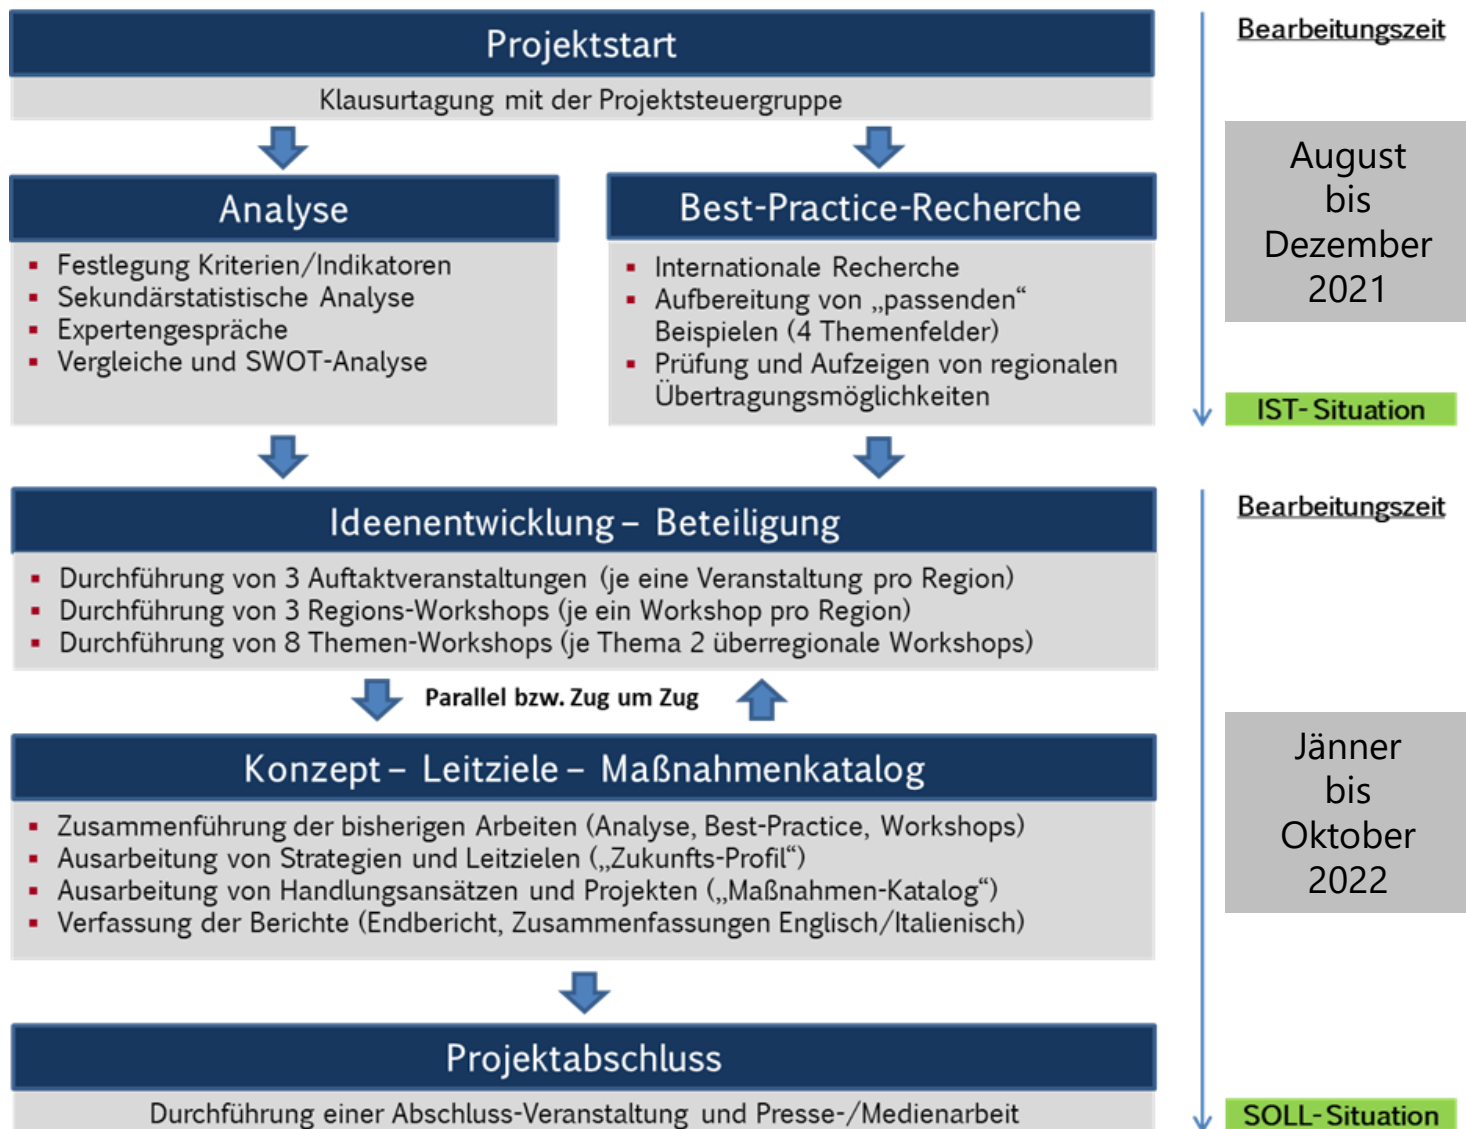 Projektstart
Klausurtagung mit der Projektsteuergruppe
Bearbeitungszeit
August
bis
Dezember
2021
Analyse
▪ Festlegung Kriterien/Indikatoren
▪ Sekundärstatistische Analyse
▪ Expertengespräche
▪ Vergleiche und SWOT-Analyse
Best-Practice-Recherche
▪ Internationale Recherche
▪ Aufbereitung von „passenden“
Beispielen (4 Themenfelder)
▪ Prüfung und Aufzeigen von regionalen
Übertragungsmöglichkeiten
IST- Situation
Ideenentwicklung – Beteiligung
▪ Durchführung von 3 Auftaktveranstaltungen (je eine Veranstaltung pro Region)
▪ Durchführung von 3 Regions-Workshops (je ein Workshop pro Region)
▪ Durchführung von 8 Themen-Workshops (je Thema 2 überregionale Workshops)
Bearbeitungszeit
Parallel bzw. Zug um Zug
Konzept – Leitziele – Maßnahmenkatalog
▪ Zusammenführung der bisherigen Arbeiten (Analyse, Best-Practice, Workshops)
▪ Ausarbeitung von Strategien und Leitzielen („Zukunfts-Profil“)
▪ Ausarbeitung von Handlungsansätzen und Projekten („Maßnahmen-Katalog“)
▪ Verfassung der Berichte (Endbericht, Zusammenfassungen Englisch/Italienisch)
Jänner
bis
Oktober
2022
Projektabschluss
Durchführung einer Abschluss-Veranstaltung und Presse-/Medienarbeit
SOLL- Situation